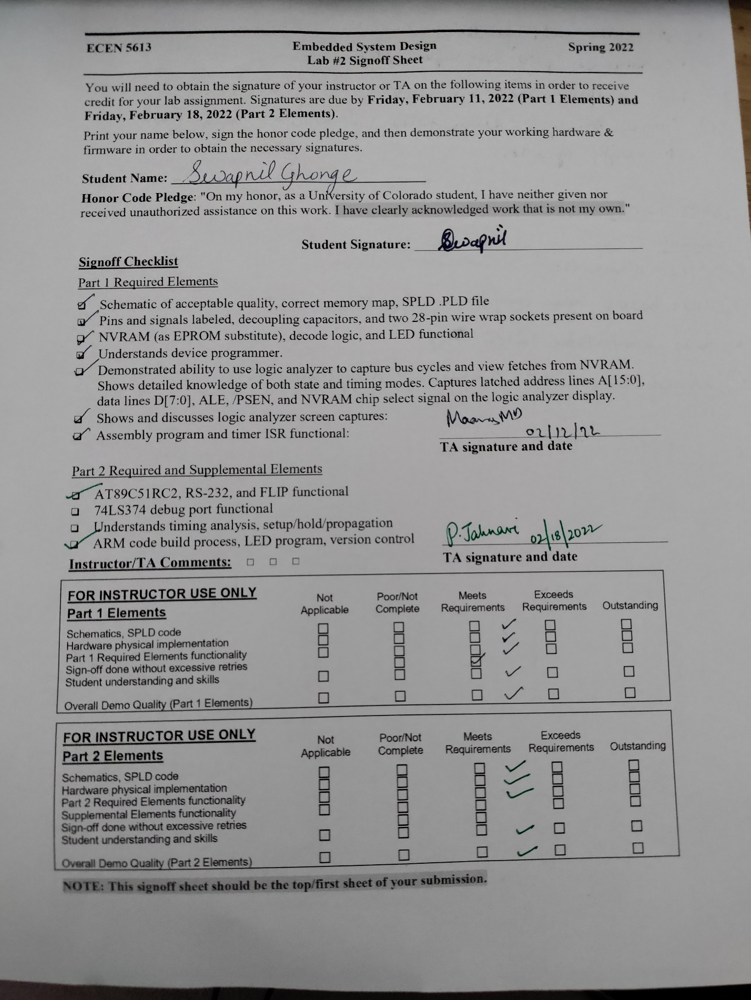 ECEN 5613 Embedded System Design Spring 2022
Lab #2 Signoff Sheet
You will need to obtain the signature of your instructor or TA on the following items in order to receive
credit for your lab assignment. Signatures are due by Friday, February 11, 2022 (Part 1 Elements) and
Friday, February 18, 2022 (Part 2 Elements).
Print your name below, sign the honor code pledge, and then demonstrate your working hardware &
firmware in order to obtain the necessary signatures.
Student Name: Swapnil Ghonge
Honor Code Pledge: "On my honor, as a University of Colorado student, I have neither given nor
received unauthorized assistance on this work. I have clearly acknowledged work that is not my own."
Student Signature: Swapnil
Signoff Checklist
Part 1 Required Elements
Schematic of acceptable quality, correct memory map, SPLD .PLD file
Pins and signals labeled, decoupling capacitors, and two 28-pin wire wrap sockets present on board
NVRAM (as EPROM substitute), decode logic, and LED functional
Understands device programmer.
Demonstrated ability to use logic analyzer to capture bus cycles and view fetches from NVRAM.
Shows detailed knowledge of both state and timing modes. Captures latched address lines A[15:0],
data lines D[7:0], ALE, /PSEN, and NVRAM chip select signal on the logic analyzer display.
Shows and discusses logic analyzer screen captures:
Assembly program and timer ISR functional: 02/12/22
TA signature and date
Part 2 Required and Supplemental Elements
AT89C51RC2, RS-232, and FLIP functional
74LS374 debug port functional
Understands timing analysis, setup/hold/propagation
ARM code build process, LED program, version control P. Jahnavi 02/18/2022
Instructor/TA Comments: TA signature and date
FOR INSTRUCTOR USE ONLY
Part 1 Elements
Not Applicable Poor/Not Complete Meets Requirements Exceeds Requirements Outstanding
Schematics, SPLD code
Hardware physical implementation
Part 1 Required Elements functionality
Sign-off done without excessive retries
Student understanding and skills
Overall Demo Quality (Part 1 Elements)
FOR INSTRUCTOR USE ONLY
Part 2 Elements
Not Applicable Poor/Not Complete Meets Requirements Exceeds Requirements Outstanding
Schematics, SPLD code
Hardware physical implementation
Part 2 Required Elements functionality
Supplemental Elements functionality
Sign-off done without excessive retries
Student understanding and skills
Overall Demo Quality (Part 2 Elements)
NOTE: This signoff sheet should be the top/first sheet of your submission.